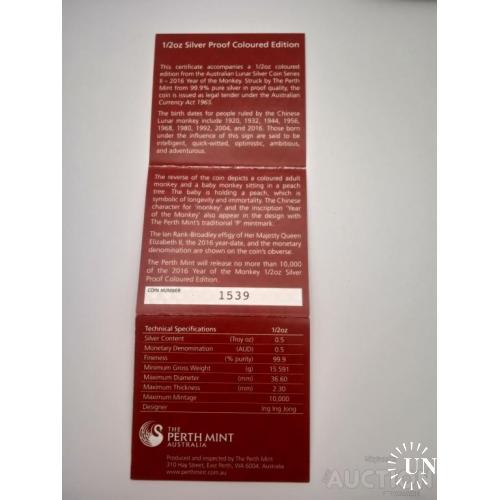 1/2oz Silver Proof Coloured Edition
This certificate accompanies a 1/2oz coloured
edition from the Australian Lunar Silver Coin Series
II – 2016 Year of the Monkey. Struck by The Perth
Mint from 99.9% pure silver in proof quality, the
coin is issued as legal tender under the Australian
Currency Act 1965.
The birth dates for people ruled by the Chinese
Lunar monkey include 1920, 1932, 1944, 1956,
1968, 1980, 1992, 2004, and 2016. Those born
under the influence of this sign are said to be
intelligent, quick-witted, optimistic, ambitious,
and adventurous.
The reverse of the coin depicts a coloured adult
monkey and a baby monkey sitting in a peach
tree. The baby is holding a peach, which is
symbolic of longevity and immortality. The Chinese
character for 'monkey' and the inscription 'Year
of the Monkey' also appear in the design with
The Perth Mint's traditional 'P' mintmark.
The Ian Rank-Broadley effigy of Her Majesty Queen
Elizabeth II, the 2016 year-date, and the monetary
denomination are shown on the coin's obverse.
The Perth Mint will release no more than 10,000
of the 2016 Year of the Monkey 1/2oz Silver
Proof Coloured Edition.
COIN NUMBER 1539
Technical Specifications 1/2oz
Silver Content (Troy oz) 0.5
Monetary Denomination (AUD) 0.5
Fineness (% purity) 99.9
Minimum Gross Weight (g) 15.591
Maximum Diameter (mm) 36.60
Maximum Thickness (mm) 2.30
Maximum Mintage 10,000
Designer Ing Ing Jong
THE
PERTH MINT
AUSTRALIA
Produced and inspected by The Perth Mint
310 Hay Street, East Perth, WA 6004, Australia
www.perthmint.com.au
UN